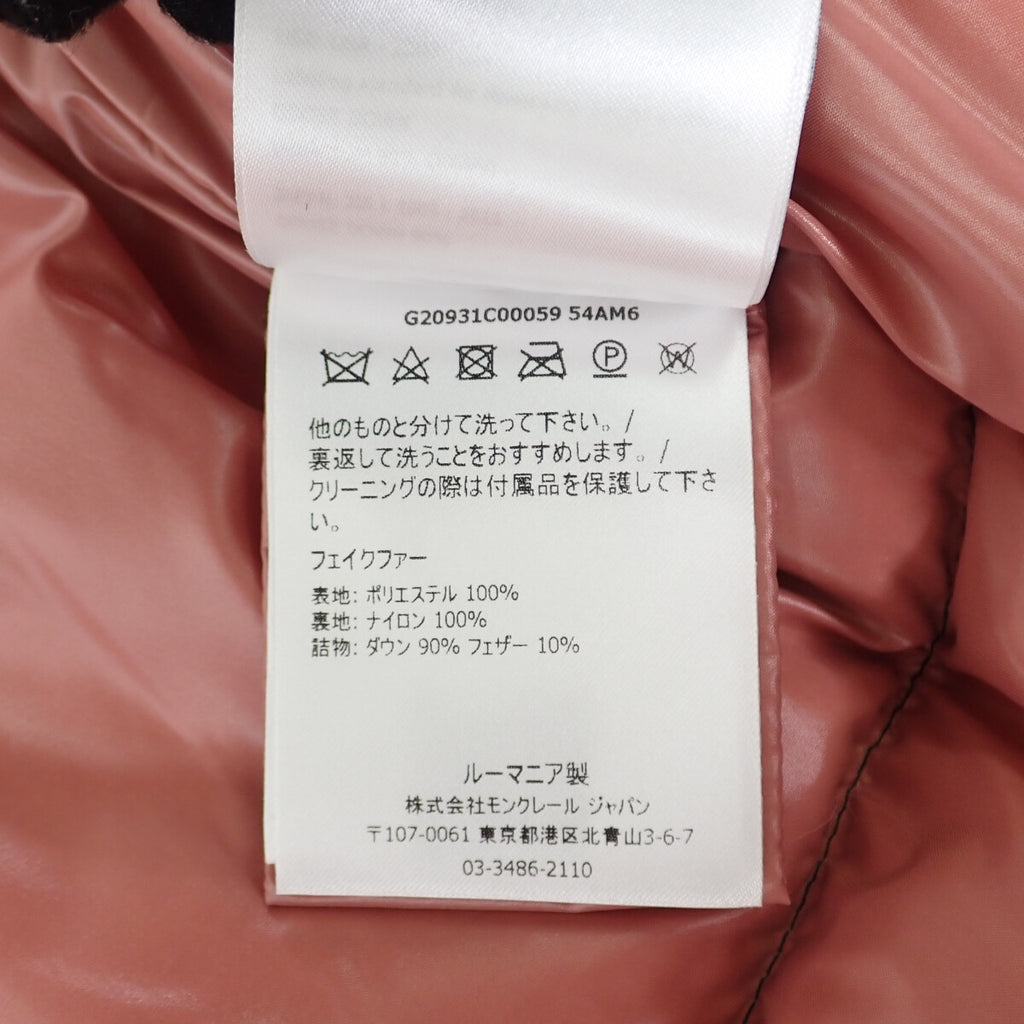 G20931C00059 54AM6
P
W
他のものと分けて洗って下さい。/
裏返して洗うことをおすすめします。/
クリーニングの際は付属品を保護して下さ
い。
フェイクファー
表地: ポリエステル 100%
裏地: ナイロン 100%
詰物: ダウン 90% フェザー 10%
ルーマニア製
株式会社モンクレール ジャパン
〒107-0061 東京都港区北青山3-6-7
03-3486-2110